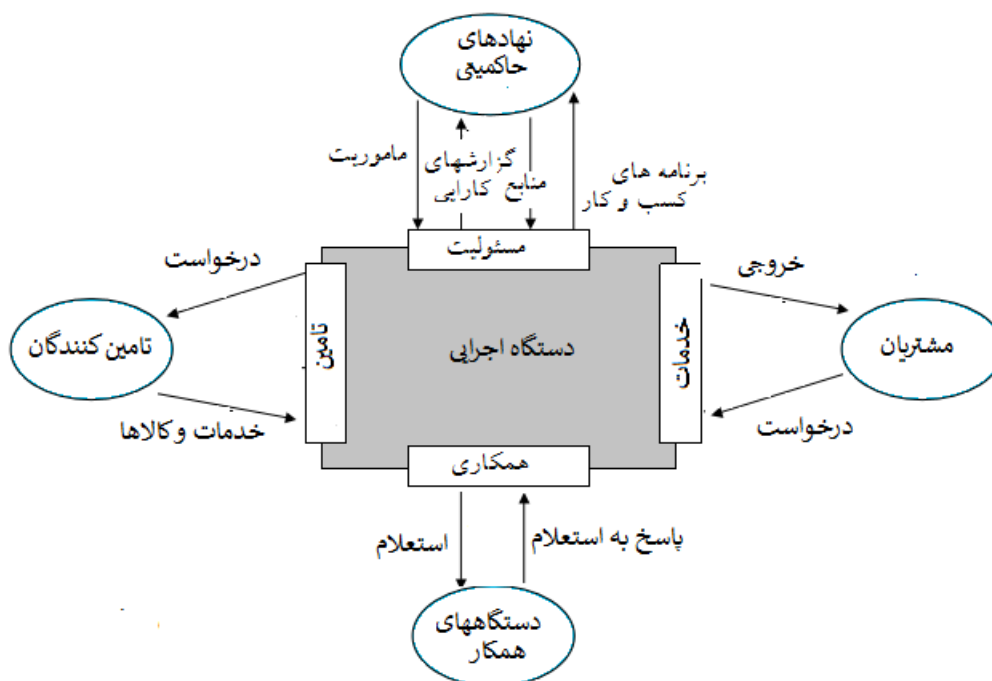 نهادهای
حاکمیتی
ماموریت
گزارشهای
کارایی
منابع
برنامه های
کسب و کار
مسئولیت
درخواست
خروجی
تامین کنندگان
تامین
دستگاه اجرایی
خدمات
مشتریان
خدمات و کالاها
درخواست
همکاری
استعلام
پاسخ به استعلام
دستگاههای
همکار